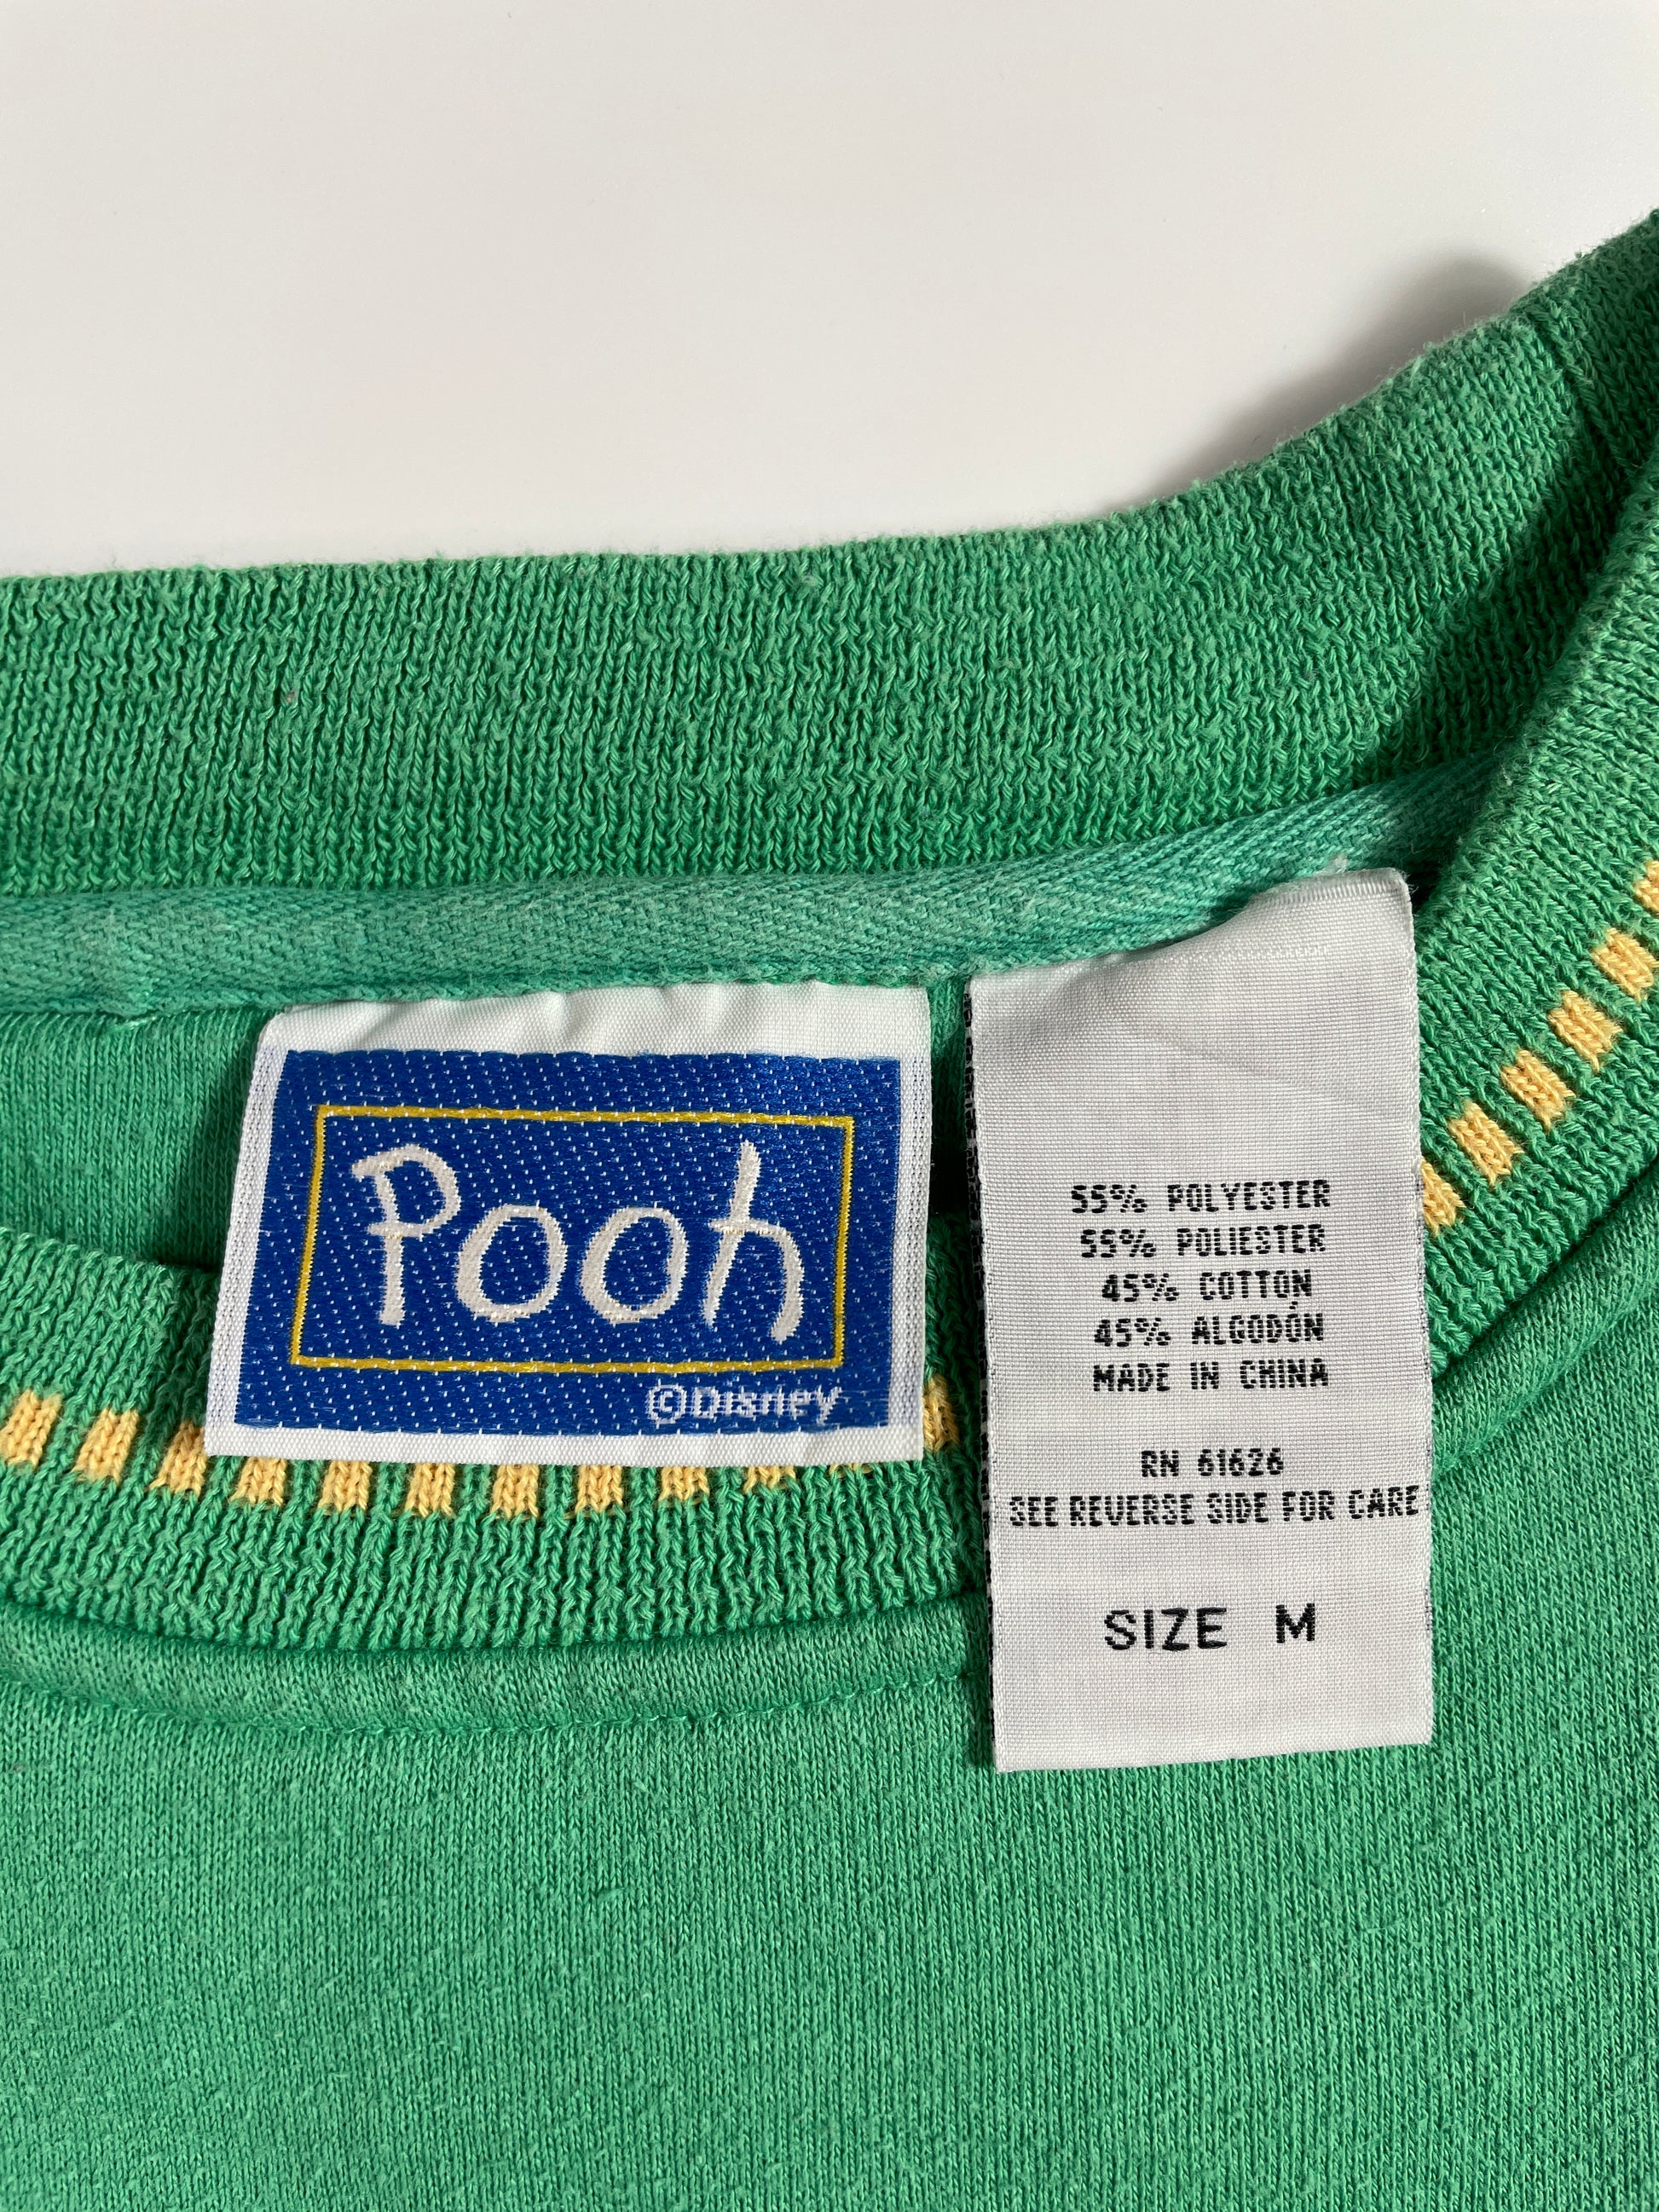 Pooh
©Disney
55% POLYESTER
55% POLIESTER
45% COTTON
45% ALGODÓN
MADE IN CHINA
RN 61626
SEE REVERSE SIDE FOR CARE
SIZE M